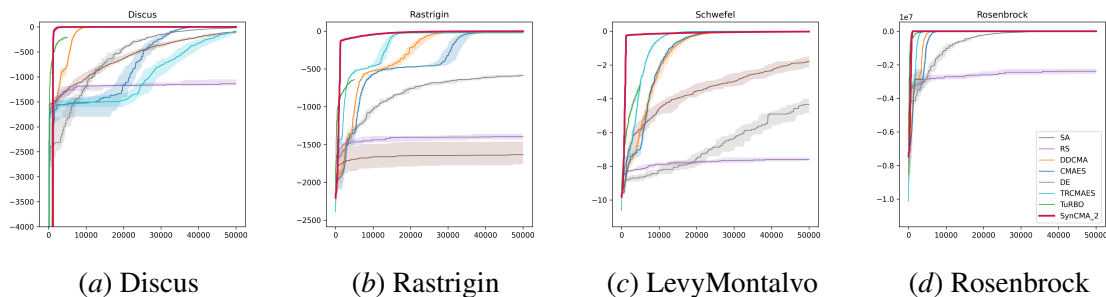 Discus
0
−500
−1000
−1500
−2000
−2500
−3000
−3500
−4000
0 10000 20000 30000 40000 50000
(a) Discus
Rastrigin
0
−500
−1000
−1500
−2000
−2500
0 10000 20000 30000 40000 50000
(b) Rastrigin
Schwefel
0
−2
−4
−6
−8
−10
0 10000 20000 30000 40000 50000
(c) LevyMontalvo
Rosenbrock
1e7
0.0
−0.2
−0.4
−0.6
−0.8
−1.0
0 10000 20000 30000 40000 50000
SA
RS
DDCMA
CMAES
DE
TRCMAES
TuRBO
SynCMA_2
(d) Rosenbrock